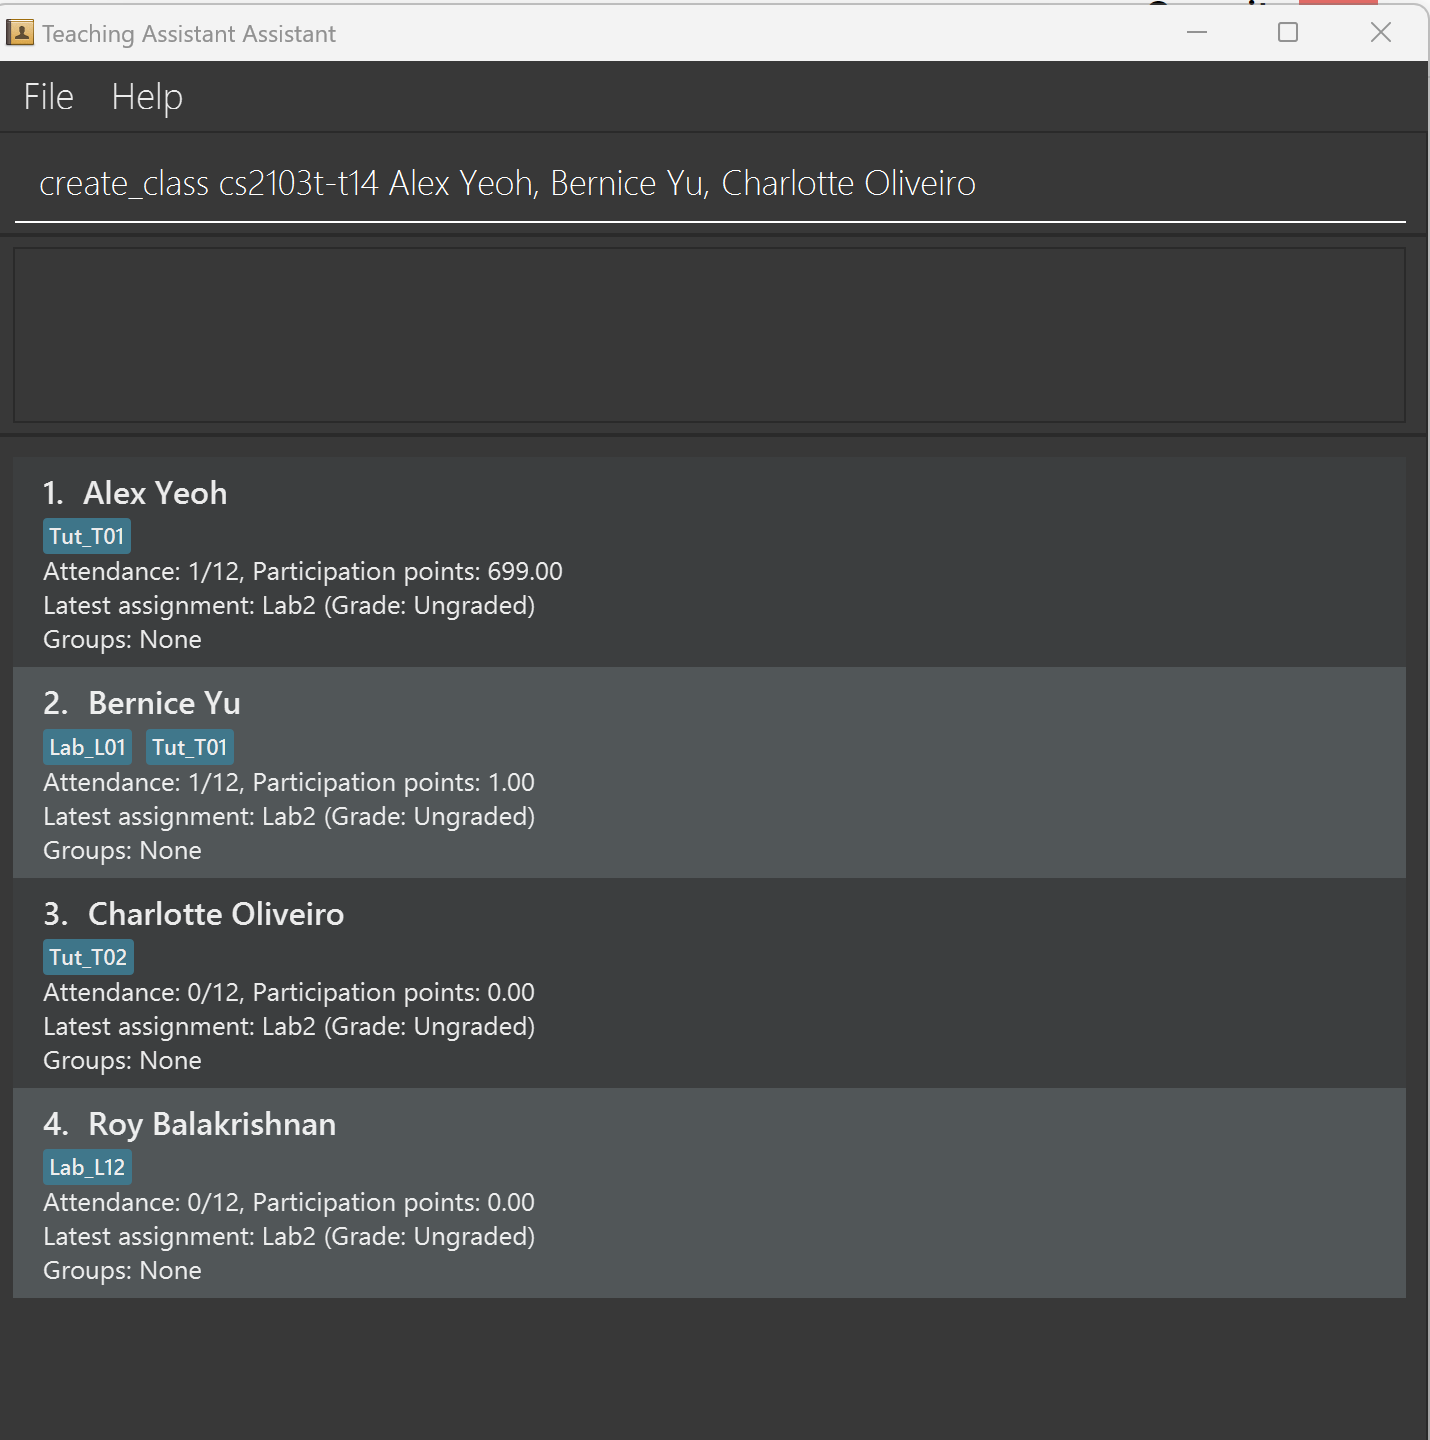 Teaching Assistant Assistant
File Help
create_class cs2103t-t14 Alex Yeoh, Bernice Yu, Charlotte Oliveiro
1. Alex Yeoh
Tut_T01
Attendance: 1/12, Participation points: 699.00
Latest assignment: Lab2 (Grade: Ungraded)
Groups: None
2. Bernice Yu
Lab_L01 Tut_T01
Attendance: 1/12, Participation points: 1.00
Latest assignment: Lab2 (Grade: Ungraded)
Groups: None
3. Charlotte Oliveiro
Tut_T02
Attendance: 0/12, Participation points: 0.00
Latest assignment: Lab2 (Grade: Ungraded)
Groups: None
4. Roy Balakrishnan
Lab_L12
Attendance: 0/12, Participation points: 0.00
Latest assignment: Lab2 (Grade: Ungraded)
Groups: None